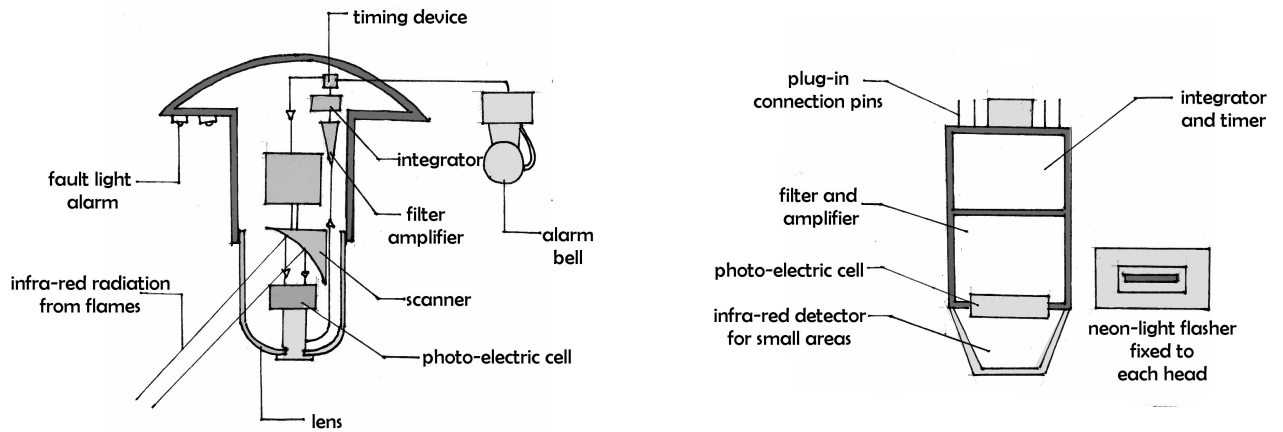 timing device
integrator
fault light
alarm
filter
amplifier
alarm
bell
infra-red radiation
from flames
scanner
photo-electric cell
lens
plug-in
connection pins
integrator
and timer
filter and
amplifier
photo-electric cell
infra-red detector
for small areas
neon-light flasher
fixed to
each head